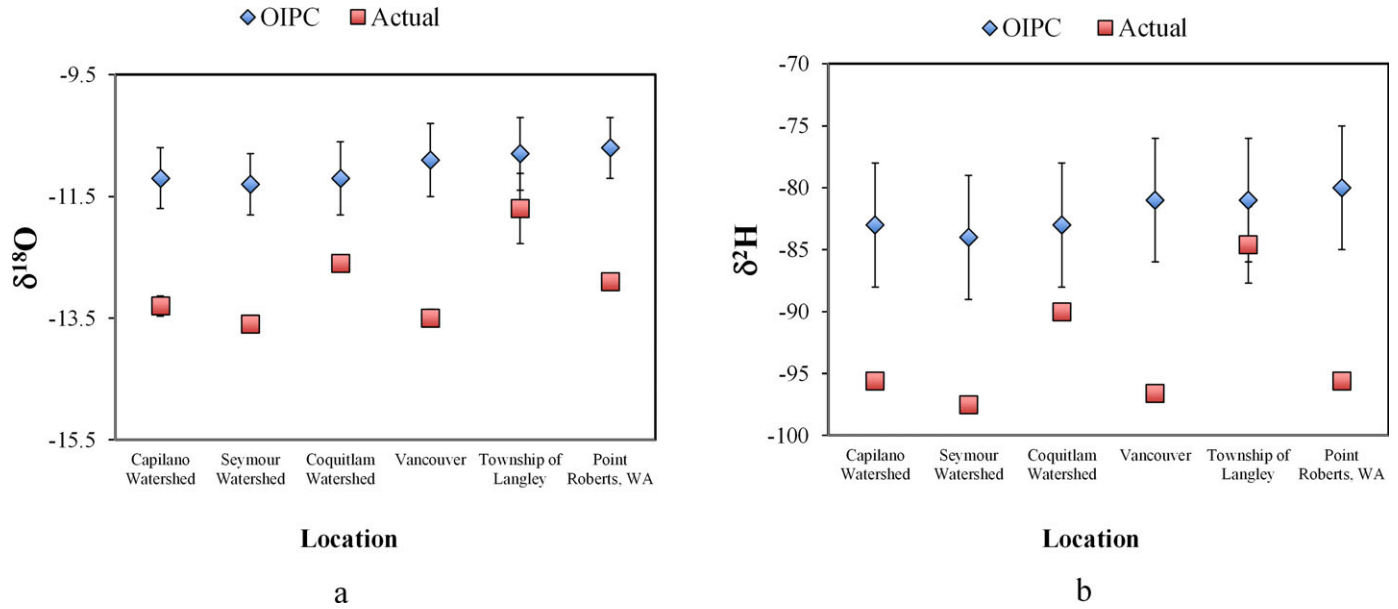 OIPC Actual
-9.5
-11.5
-13.5
-15.5
δ¹⁸O
Capilano Watershed
Seymour Watershed
Coquitlam Watershed
Vancouver
Township of Langley
Point Roberts, WA
Location
a
OIPC Actual
-70
-75
-80
-85
-90
-95
-100
δ²H
Capilano Watershed
Seymour Watershed
Coquitlam Watershed
Vancouver
Township of Langley
Point Roberts, WA
Location
b